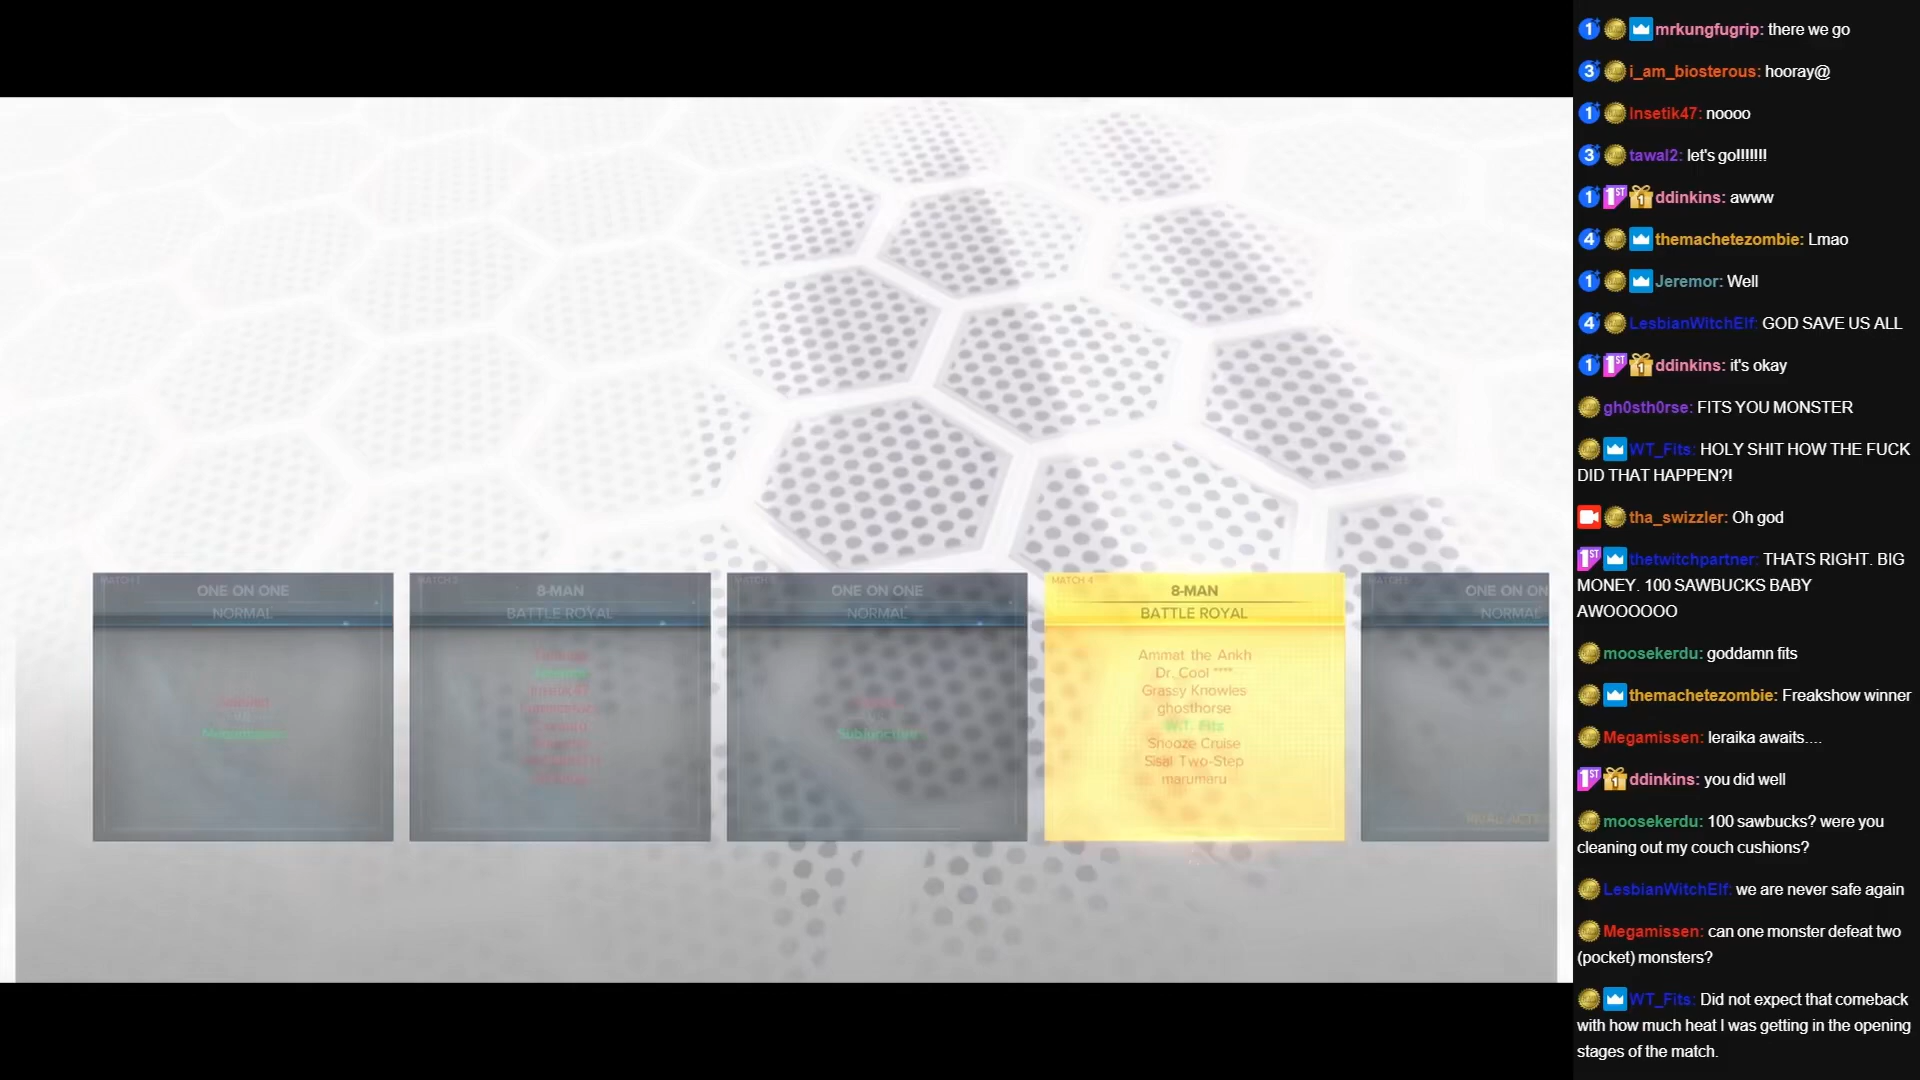 MATCH 1
ONE ON ONE
NORMAL
8-MAN
BATTLE ROYAL
Insetik47
ONE ON ONE
NORMAL
Subjunctive
MATCH 4
8-MAN
BATTLE ROYAL
Ammat the Ankh
Dr. Cool ****
Grassy Knowles
ghosthorse
W.T. Fits
Snooze Cruise
Sisal Two-Step
marumaru
ONE ON ON
NORMAL
mrkungfugrip: there we go
i_am_biosterous: hooray@
Insetik47: noooo
tawal2: let's go!!!!!!!
ddinkins: awww
themachetezombie: Lmao
Jeremor: Well
LesbianWitchElf: GOD SAVE US ALL
ddinkins: it's okay
gh0sth0rse: FITS YOU MONSTER
WT_Fits: HOLY SHIT HOW THE FUCK
DID THAT HAPPEN?!
tha_swizzler: Oh god
thetwitchpartner: THATS RIGHT. BIG
MONEY. 100 SAWBUCKS BABY
AWOOOOOO
moosekerdu: goddamn fits
themachetezombie: Freakshow winner
Megamissen: leraika awaits....
ddinkins: you did well
moosekerdu: 100 sawbucks? were you
cleaning out my couch cushions?
LesbianWitchElf: we are never safe again
Megamissen: can one monster defeat two
(pocket) monsters?
WT_Fits: Did not expect that comeback
with how much heat I was getting in the opening
stages of the match.